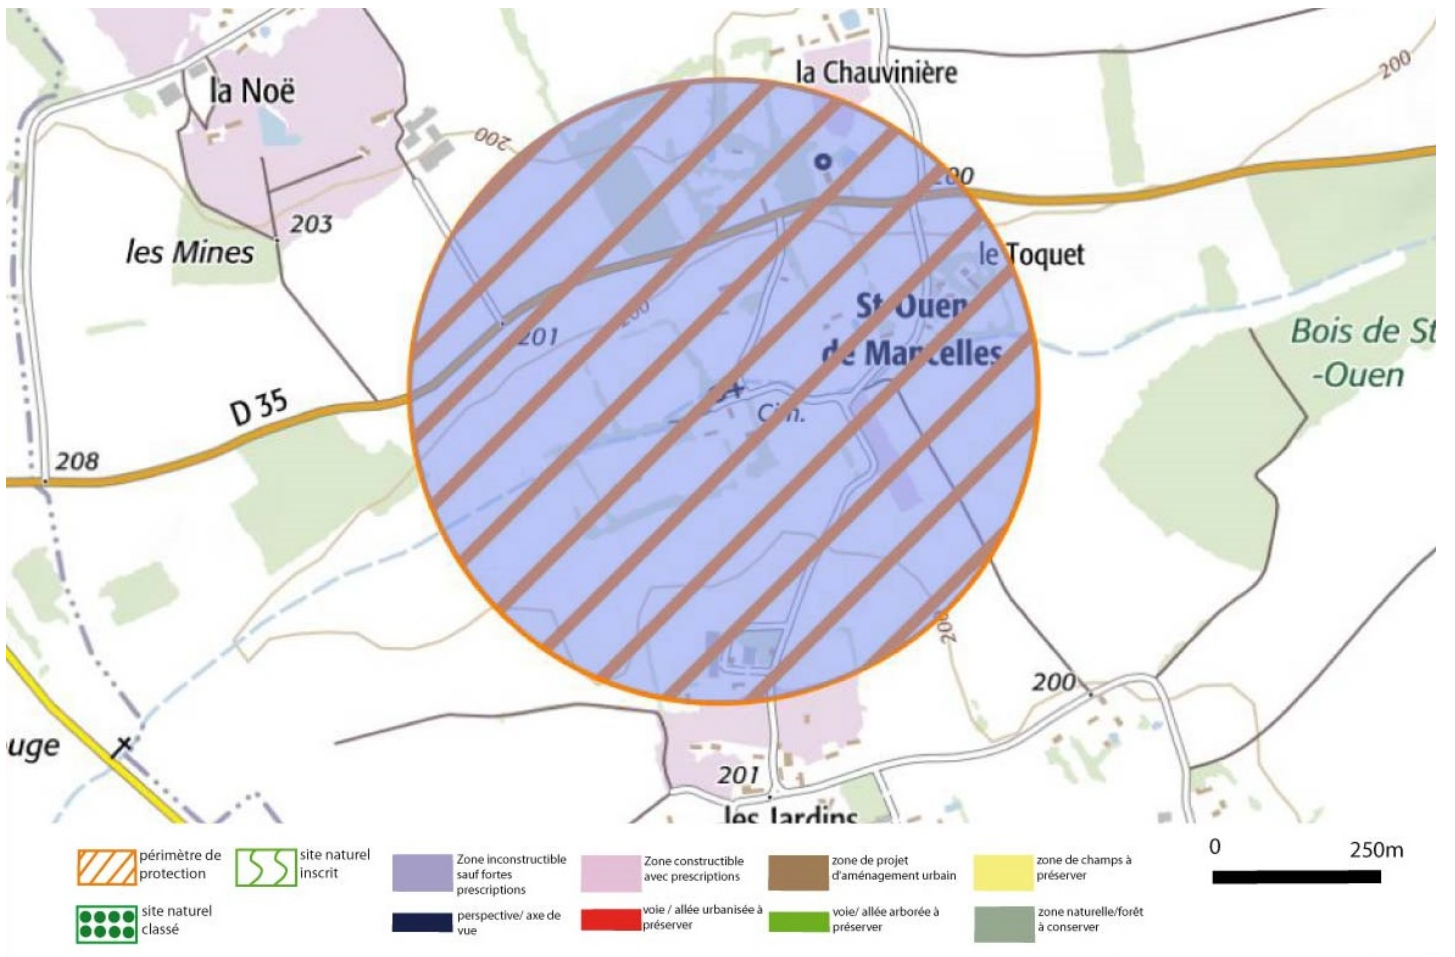 la Chauvinière
200
la Noë
200
200
203
les Mines
le Toquet
St-Ouen
de Mancelles
200
201
Bois de St
-Ouen
Cim.
D 35
208
200
200
uge
201
les Jardins
0
250m
périmètre de
protection
site naturel
inscrit
Zone inconstructible
sauf fortes
prescriptions
Zone constructible
avec prescriptions
zone de projet
d'aménagement urbain
zone de champs à
préserver
site naturel
classé
perspective/ axe de
vue
voie / allée urbanisée à
préserver
voie/ allée arborée à
préserver
zone naturelle/forêt
à conserver